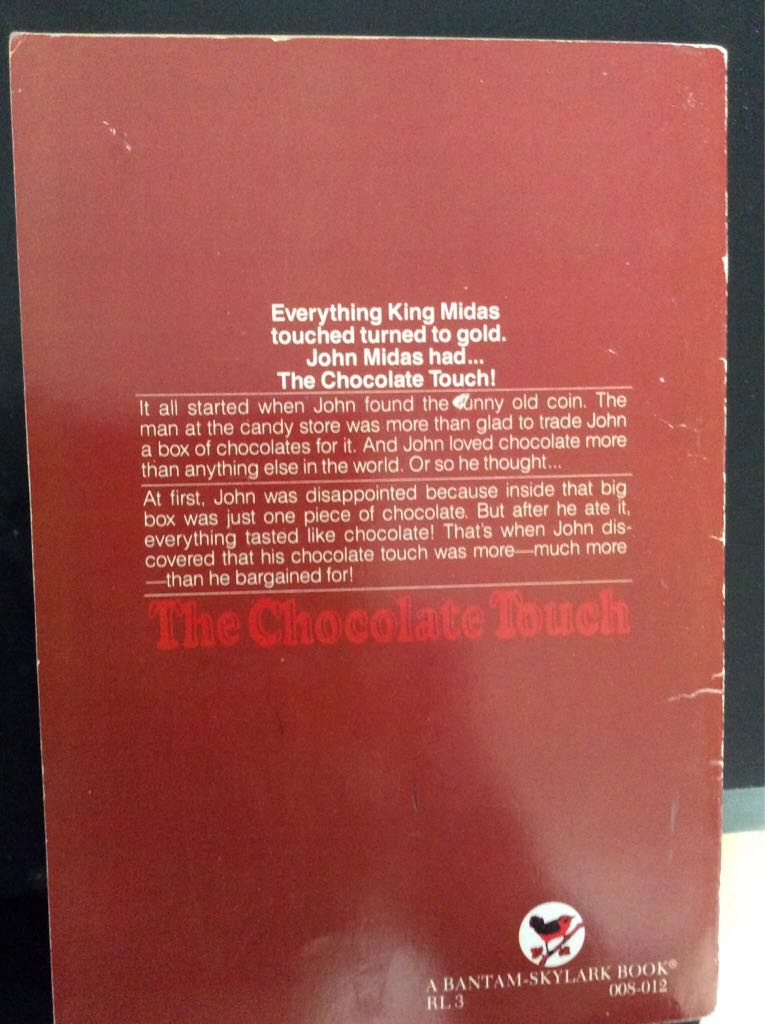 Everything King Midas
touched turned to gold.
John Midas had...
The Chocolate Touch!
It all started when John found the unny old coin. The
man at the candy store was more than glad to trade John
a box of chocolates for it. And John loved chocolate more
than anything else in the world. Or so he thought...
At first, John was disappointed because inside that big
box was just one piece of chocolate. But after he ate it,
everything tasted like chocolate! That's when John dis-
covered that his chocolate touch was more—much more
—than he bargained for!
The Chocolate Touch
A BANTAM-SKYLARK BOOK®
RL 3 008-012